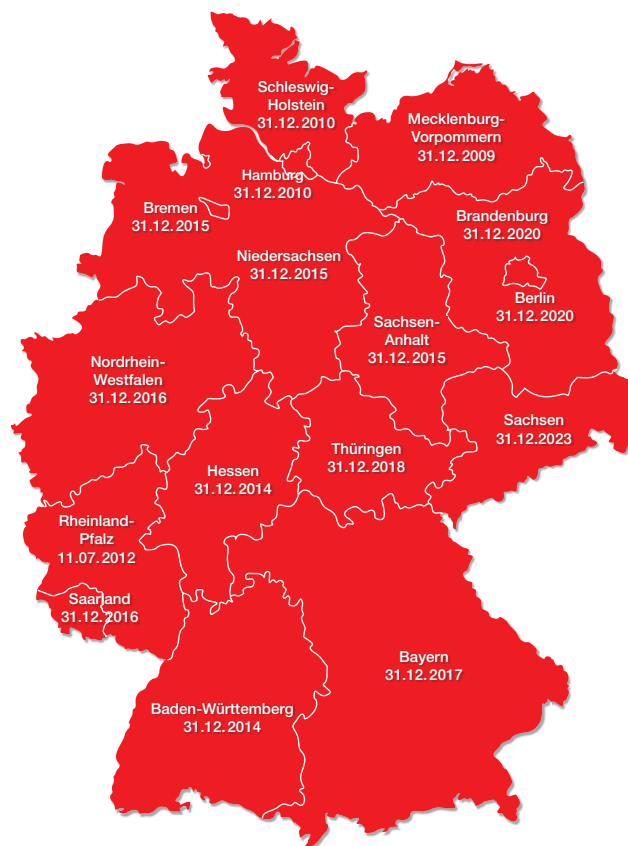 Schleswig-
Holstein
31.12.2010
Mecklenburg-
Vorpommern
31.12.2009
Hamburg
31.12.2010
Bremen
31.12.2015
Brandenburg
31.12.2020
Niedersachsen
31.12.2015
Berlin
31.12.2020
Sachsen-
Anhalt
31.12.2015
Nordrhein-
Westfalen
31.12.2016
Sachsen
31.12.2023
Thüringen
31.12.2018
Hessen
31.12.2014
Rheinland-
Pfalz
11.07.2012
Saarland
31.12.2016
Bayern
31.12.2017
Baden-Württemberg
31.12.2014